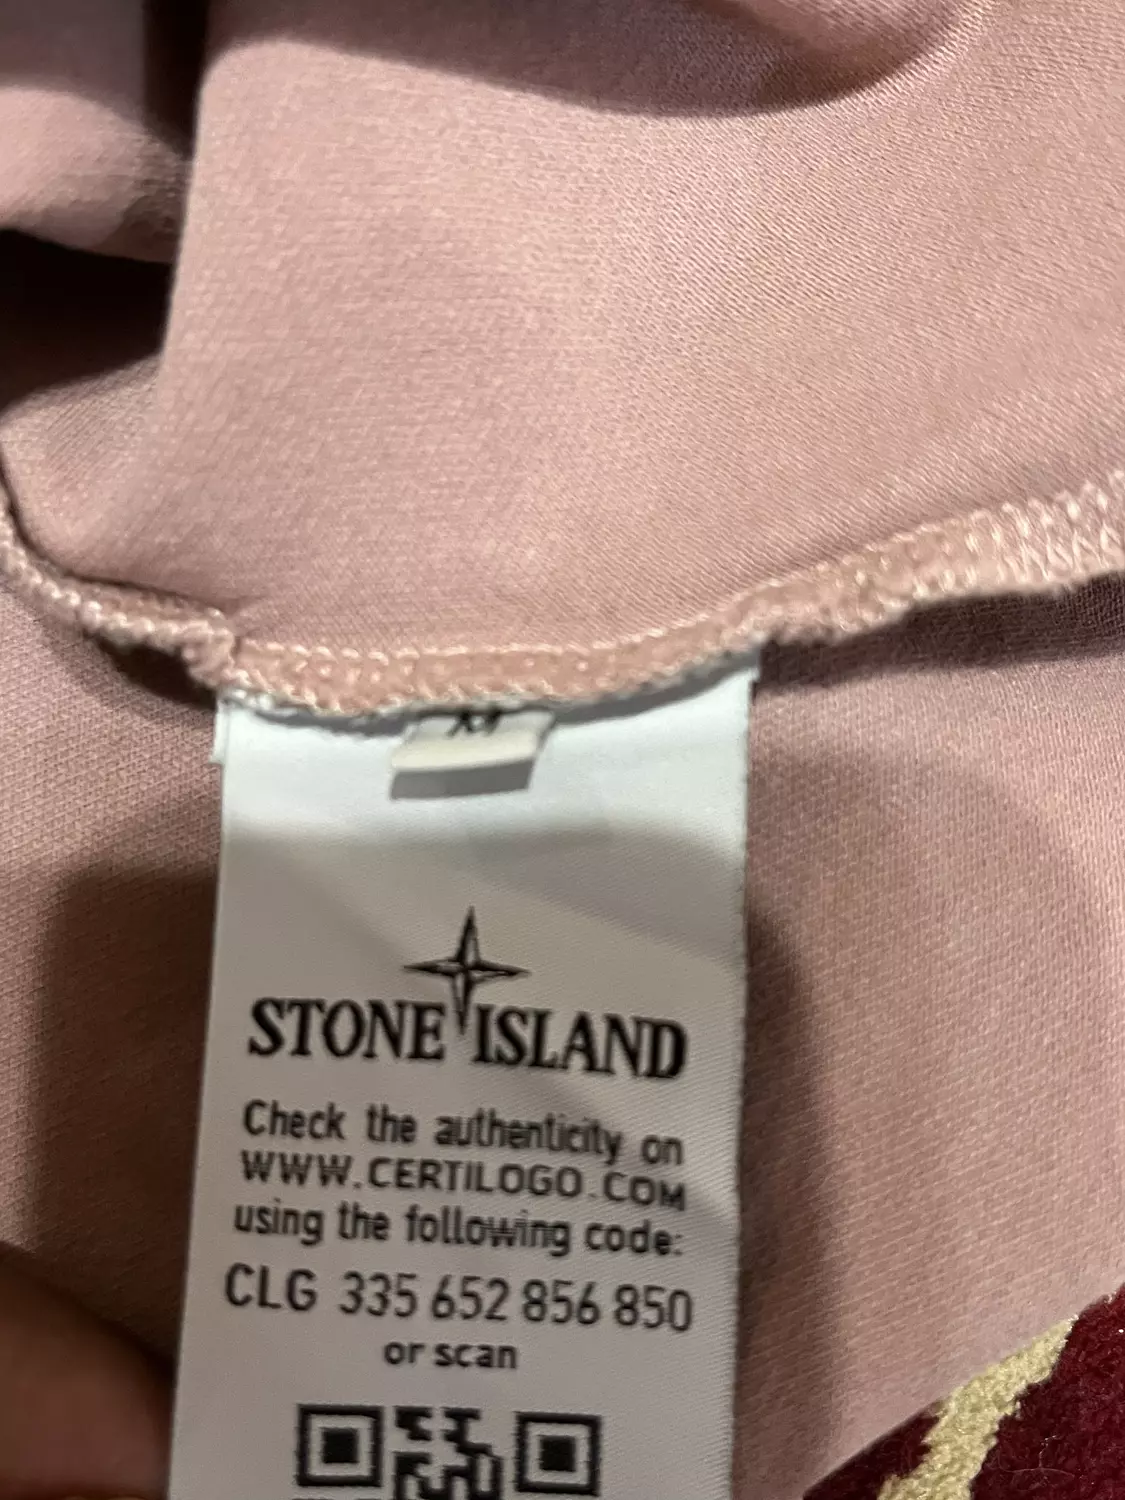 M
STONE ISLAND
Check the authenticity on
WWW.CERTILOGO.COM
using the following code:
CLG 335 652 856 850
or scan